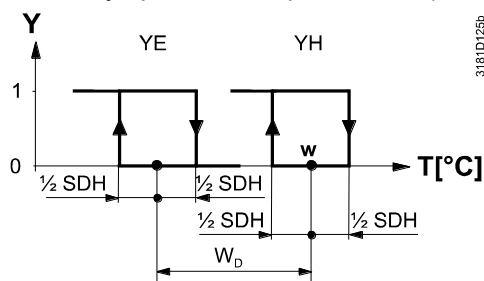 Y
YE
YH
3181D125b
1
w
0
T[°C]
½ SDH
½ SDH
½ SDH
½ SDH
W_D